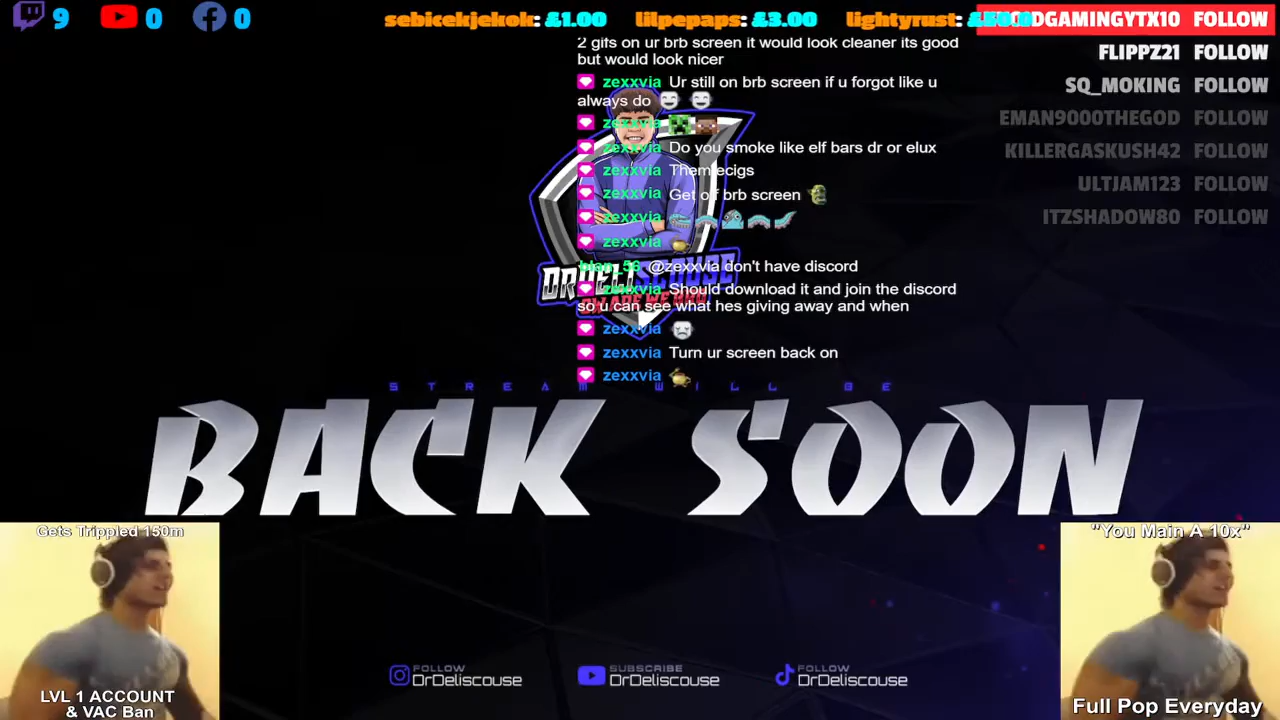 9 0 0
sebicekjekok: £1.00 lilpepaps: £3.00 lightyrust:
FOLLOW
FLIPPZ21 FOLLOW
SQ_MOKING FOLLOW
EMAN9000THEGOD FOLLOW
KILLERGASKUSH42 FOLLOW
ULTJAM123 FOLLOW
ITZSHADOW80 FOLLOW
2 gifs on ur brb screen it would look cleaner its good
but would look nicer
zexxvia Ur still on brb screen if u forgot like u
always do
zexxvia
zexxvia Do you smoke like elf bars dr or elux
zexxvia Them ecigs
zexxvia Get off brb screen
zexxvia
zexxvia
@zexxvia don't have discord
zexxvia Should download it and join the discord
so u can see what hes giving away and when
zexxvia
zexxvia Turn ur screen back on
zexxvia
DRDELISCOUSE
STREAM WILL BE
BACK SOON
Gets Trippled 150m
LVL 1 ACCOUNT
& VAC Ban
"You Main A 10x"
Full Pop Everyday
FOLLOW
DrDeliscouse
SUBSCRIBE
DrDeliscouse
FOLLOW
DrDeliscouse